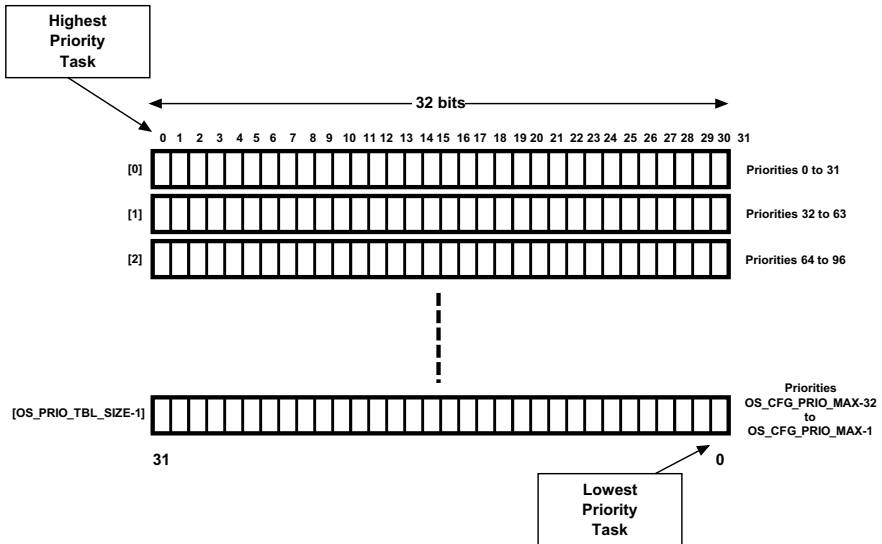 Highest
Priority
Task
32 bits
0 1 2 3 4 5 6 7 8 9 10 11 12 13 14 15 16 17 18 19 20 21 22 23 24 25 26 27 28 29 30 31
[0] Priorities 0 to 31
[1] Priorities 32 to 63
[2] Priorities 64 to 96
[OS_PRIO_TBL_SIZE-1]
Priorities
OS_CFG_PRIO_MAX-32
to
OS_CFG_PRIO_MAX-1
31 0
Lowest
Priority
Task